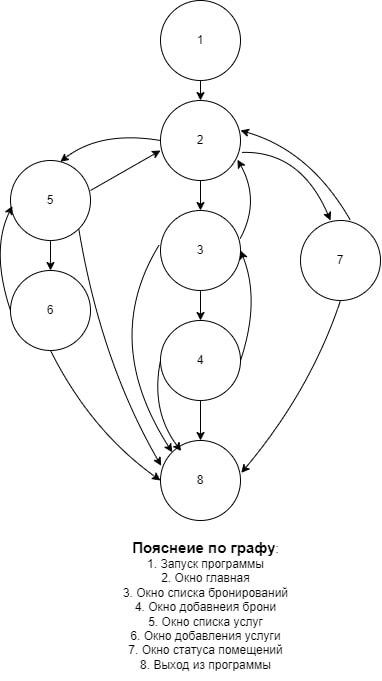 1
2
5
3
7
6
4
8
Пояснеие по графу:
1. Запуск программы
2. Окно главная
3. Окно списка бронирований
4. Окно добавнеия брони
5. Окно списка услуг
6. Окно добавления услуги
7. Окно статуса помещений
8. Выход из программы